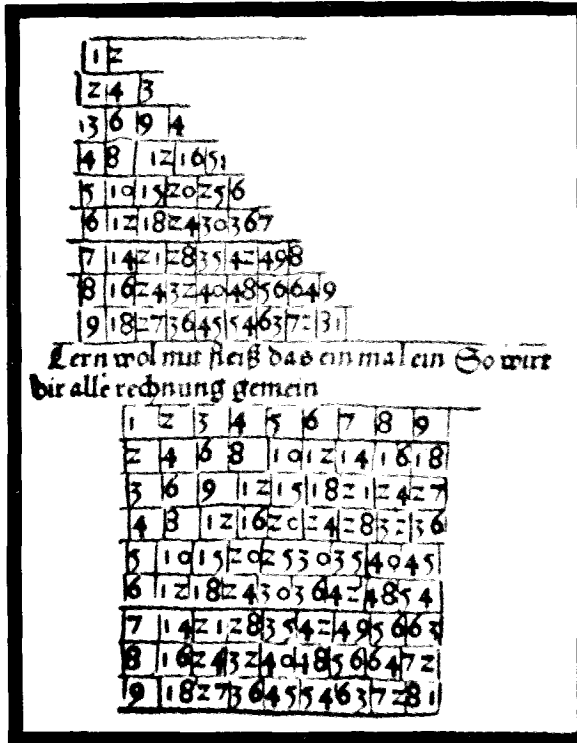 1 2
2 4 3
13 6 9 4
4 8 12 16 51
5 10 15 20 25 6
6 12 18 24 30 36 7
7 14 21 28 35 42 49 8
8 16 24 32 40 48 56 64 9
9 18 27 36 45 54 63 72 31
Lern wol mit fleiß das ein mal ein So wirt
dir alle rechnung gemein
1 2 3 4 5 6 7 8 9
2 4 6 8 10 12 14 16 18
3 6 9 12 15 18 21 24 27
4 8 12 16 20 24 28 32 36
5 10 15 20 25 30 35 40 45
6 12 18 24 30 36 42 48 54
7 14 21 28 35 42 49 56 63
8 16 24 32 40 48 56 64 72
9 18 27 36 45 54 63 72 81